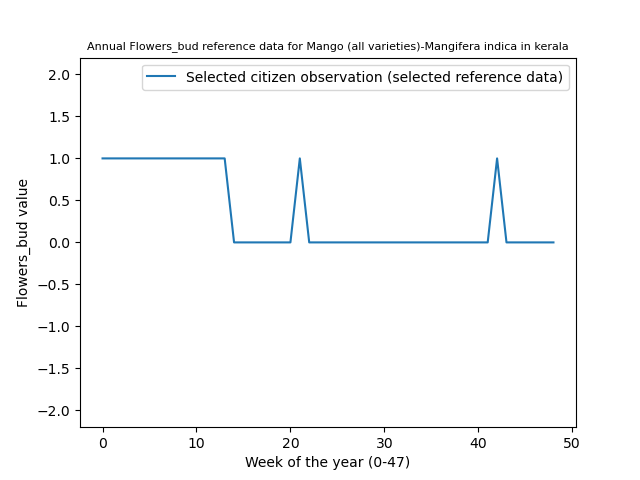 Annual Flowers_bud reference data for Mango (all varieties)-Mangifera indica in kerala
Selected citizen observation (selected reference data)
2.0
1.5
1.0
0.5
0.0
−0.5
−1.0
−1.5
−2.0
Flowers_bud value
0 10 20 30 40 50
Week of the year (0-47)